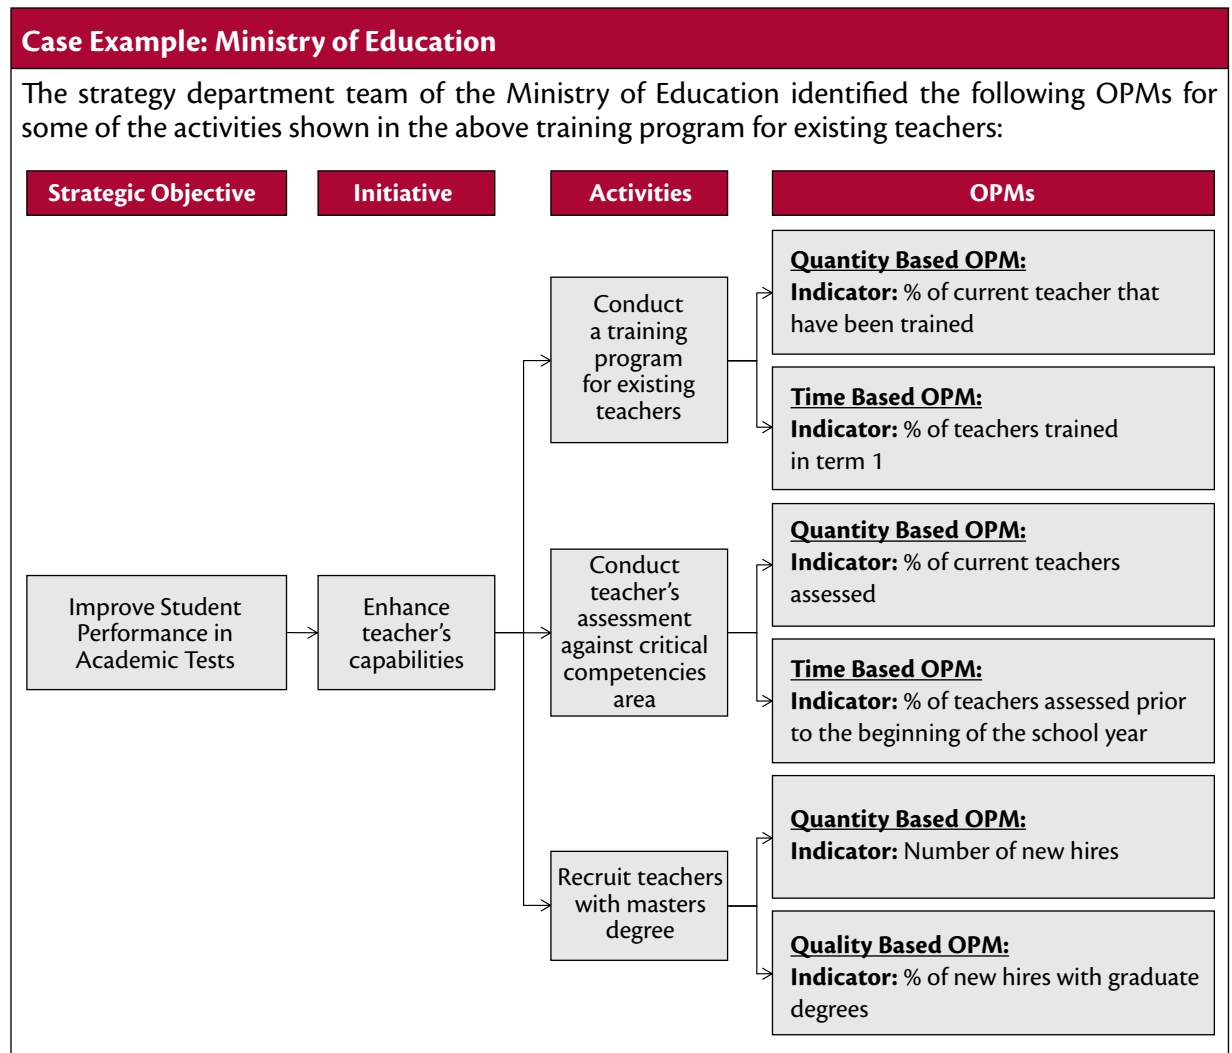 Case Example: Ministry of Education
The strategy department team of the Ministry of Education identified the following OPMs for
some of the activities shown in the above training program for existing teachers:
Strategic Objective
Initiative
Activities
OPMs
Improve Student
Performance in
Academic Tests
Enhance
teacher’s
capabilities
Conduct
a training
program
for existing
teachers
Quantity Based OPM:
Indicator: % of current teacher that
have been trained
Time Based OPM:
Indicator: % of teachers trained
in term 1
Conduct
teacher’s
assessment
against critical
competencies
area
Quantity Based OPM:
Indicator: % of current teachers
assessed
Time Based OPM:
Indicator: % of teachers assessed prior
to the beginning of the school year
Recruit teachers
with masters
degree
Quantity Based OPM:
Indicator: Number of new hires
Quality Based OPM:
Indicator: % of new hires with graduate
degrees